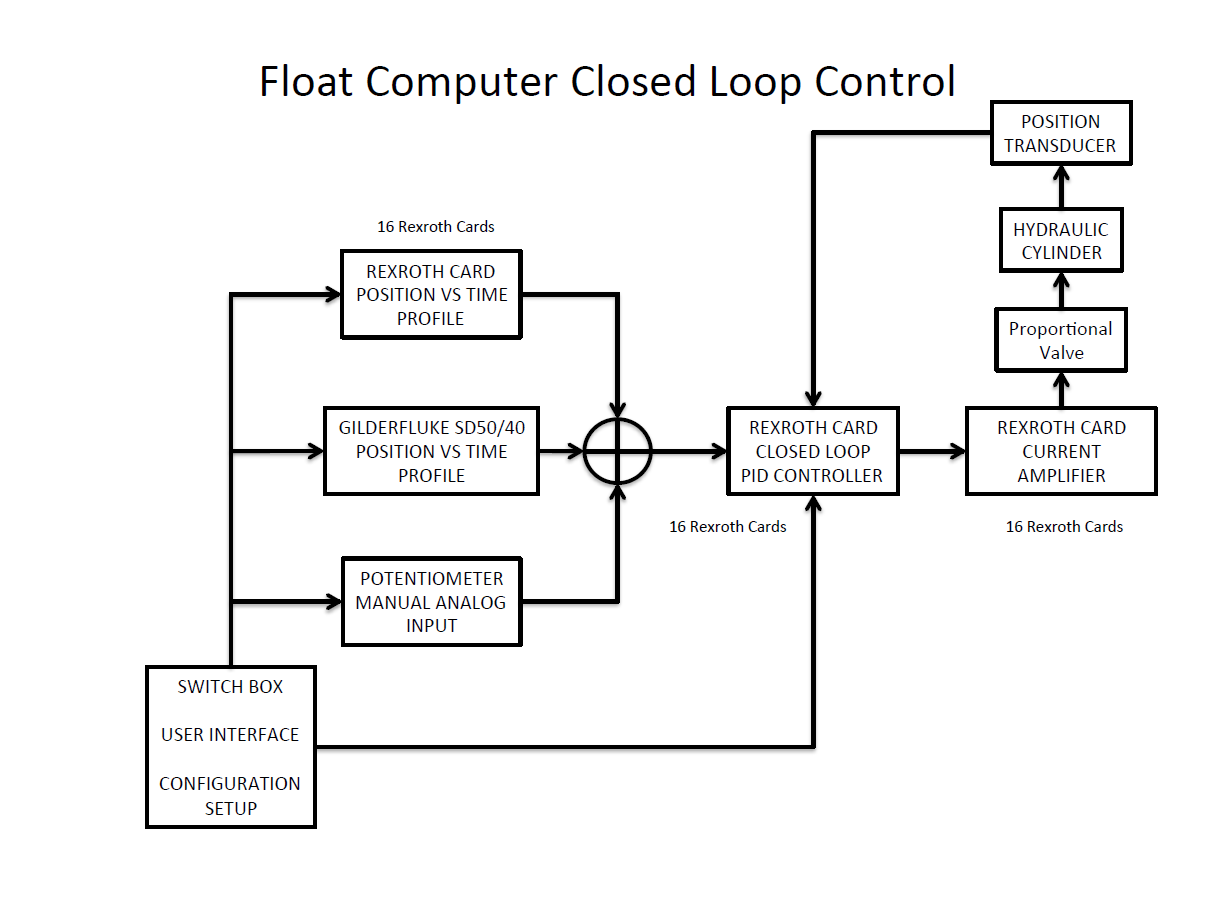 Float Computer Closed Loop Control
POSITION
TRANSDUCER
HYDRAULIC
CYLINDER
Proportional
Valve
16 Rexroth Cards
REXROTH CARD
POSITION VS TIME
PROFILE
GILDERFLUKE SD50/40
POSITION VS TIME
PROFILE
REXROTH CARD
CLOSED LOOP
PID CONTROLLER
REXROTH CARD
CURRENT
AMPLIFIER
16 Rexroth Cards
16 Rexroth Cards
POTENTIOMETER
MANUAL ANALOG
INPUT
SWITCH BOX
USER INTERFACE
CONFIGURATION
SETUP